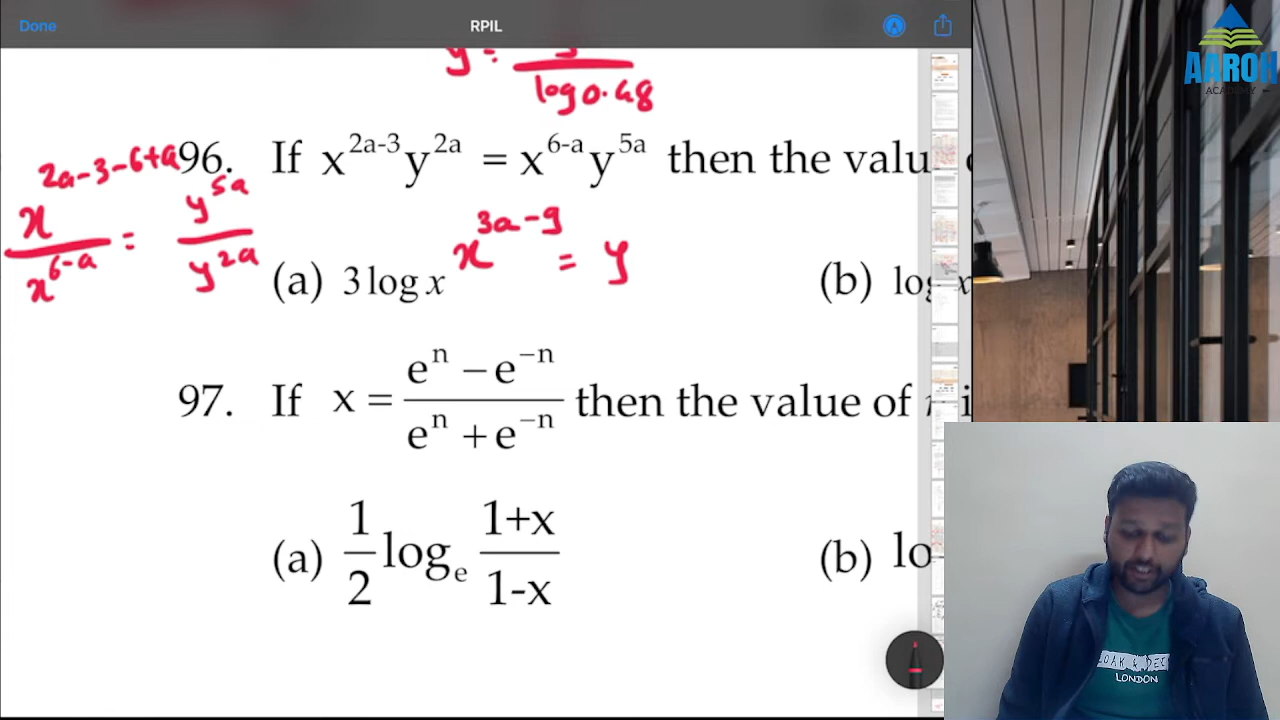 Done
RPIL
AAROH
ACADEMY
y =
log 0.48
96. If x^{2a-3}y^{2a} = x^{6-a}y^{5a} then the valu
2a-3-6+a
x / x^{6-a} = y^{5a} / y^{2a}
x^{3a-9} = y
(a) 3 log x
(b) log x
97. If x = (e^n − e^{−n}) / (e^n + e^{−n}) then the value of
(a) 1/2 log_e (1+x)/(1-x)
(b) lo
LONDON